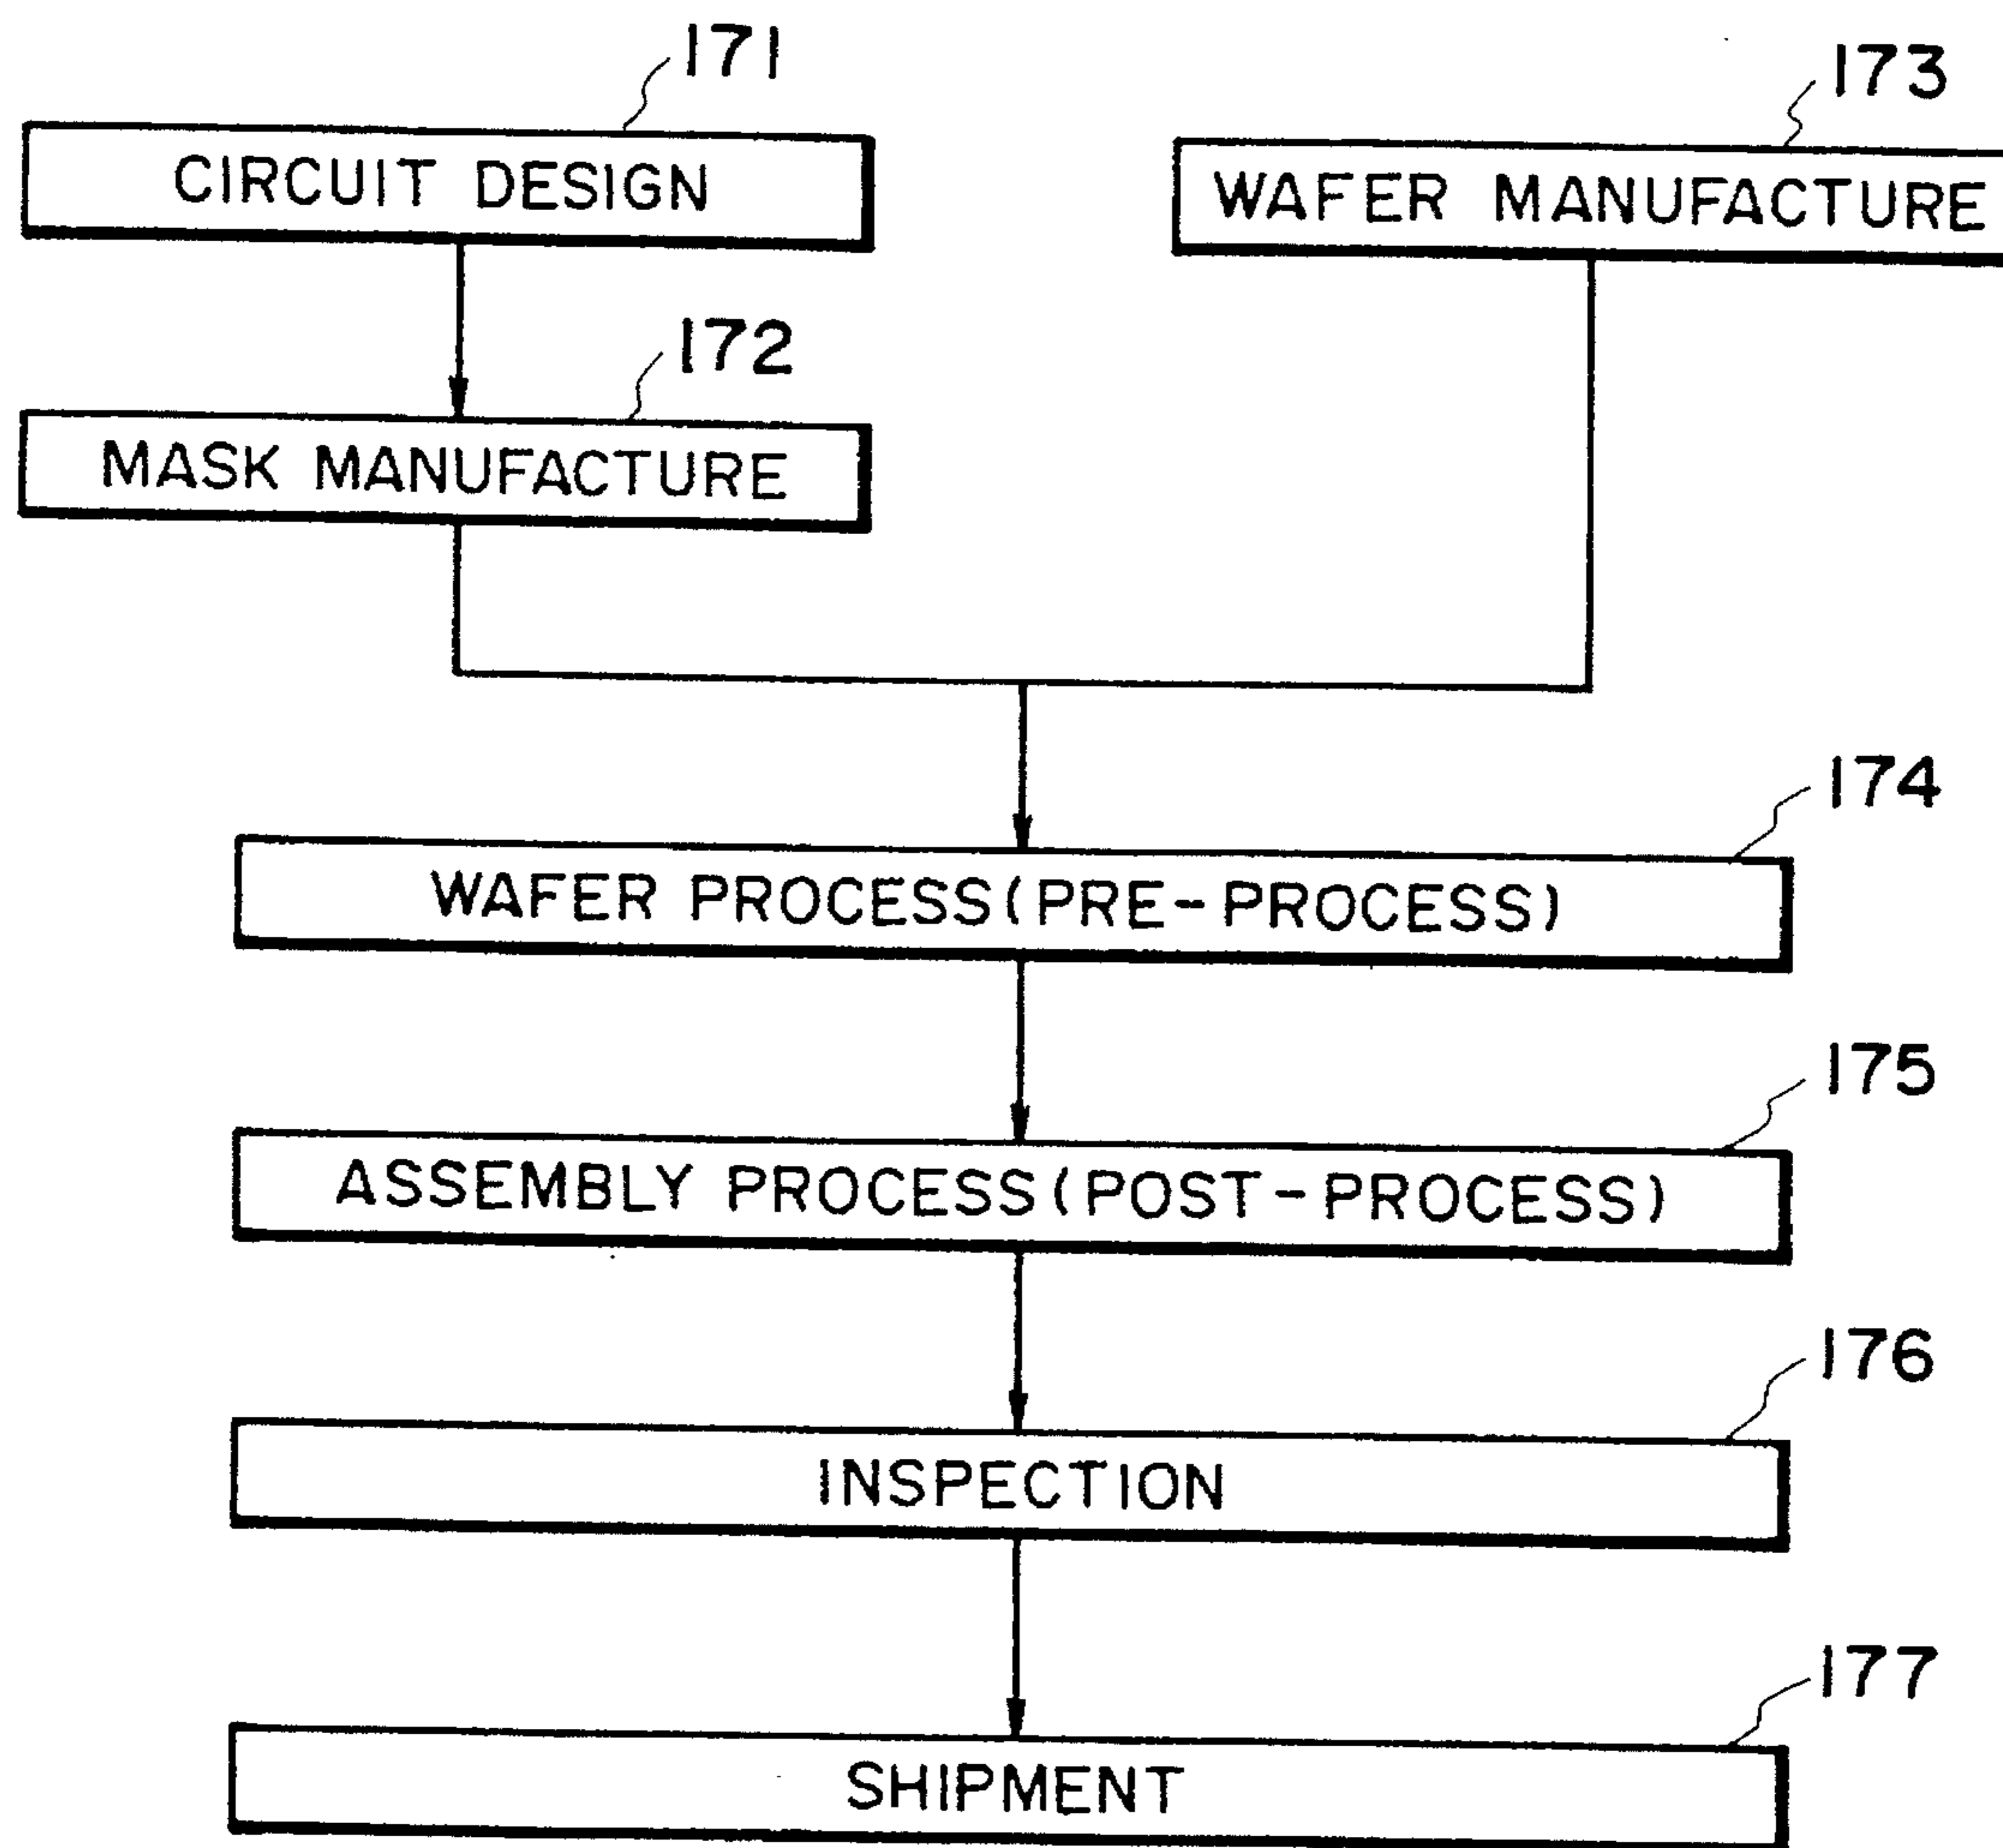 171
CIRCUIT DESIGN
173
WAFER MANUFACTURE
172
MASK MANUFACTURE
174
WAFER PROCESS(PRE-PROCESS)
175
ASSEMBLY PROCESS(POST-PROCESS)
176
INSPECTION
177
SHIPMENT